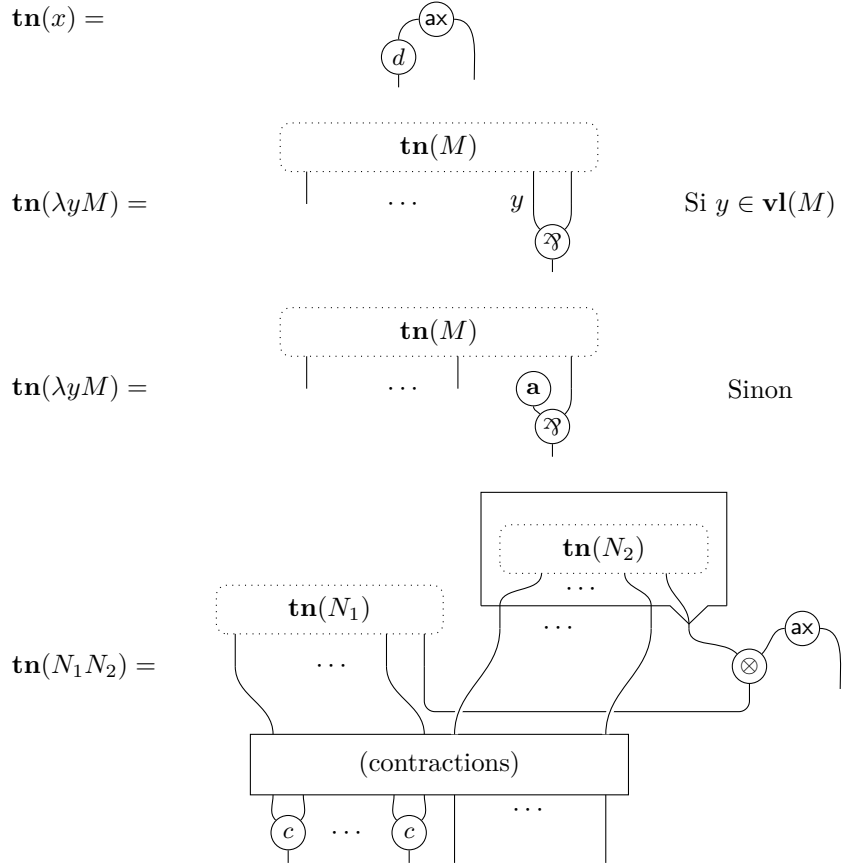 tn(x) =
ax
d
tn(M)
tn(λyM) = y ... Si y ∈ vl(M)
⅋
tn(M)
tn(λyM) = ... a Sinon
⅋
tn(N₂)
...
tn(N₁)
... ax
tn(N₁N₂) = ... ⊗
(contractions)
...
c ... c